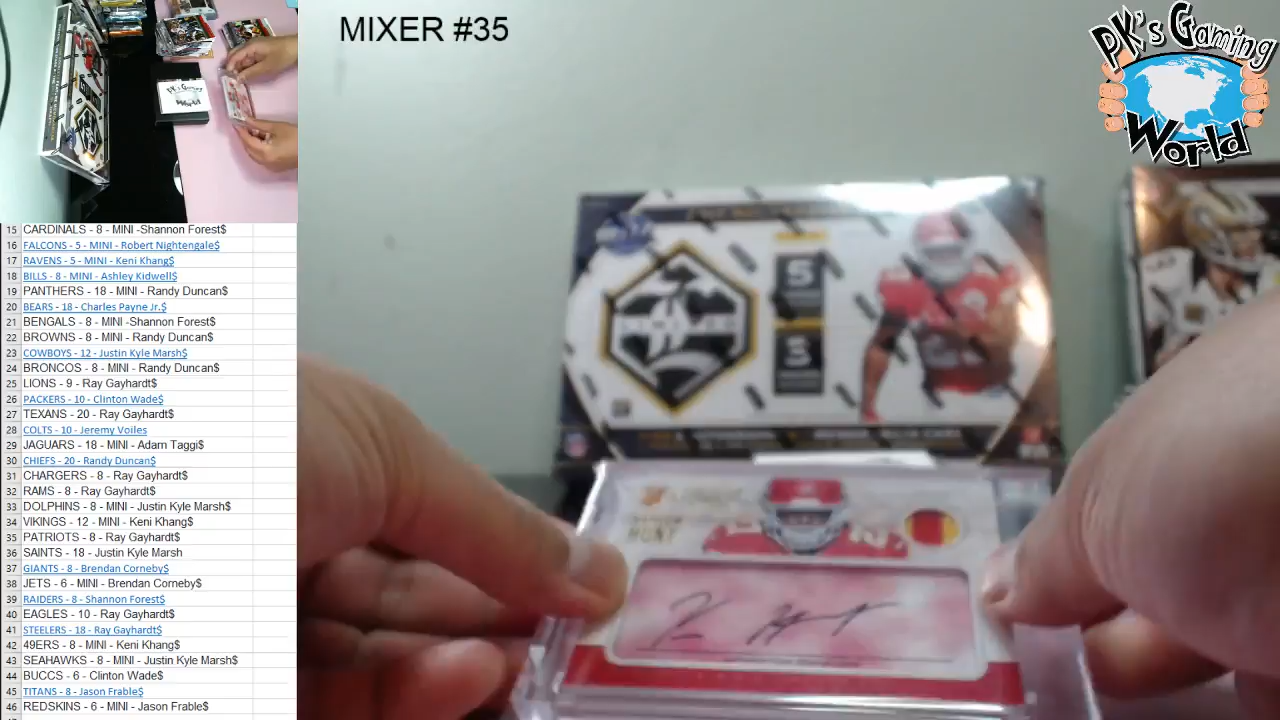 MIXER #35
PK's Gaming
World
PK's Gaming
World
15 CARDINALS - 8 - MINI -Shannon Forest$
16 FALCONS - 5 - MINI - Robert Nightengale$
17 RAVENS - 5 - MINI - Keni Khang$
18 BILLS - 8 - MINI - Ashley Kidwell$
19 PANTHERS - 18 - MINI - Randy Duncan$
20 BEARS - 18 - Charles Payne Jr.$
21 BENGALS - 8 - MINI -Shannon Forest$
22 BROWNS - 8 - MINI - Randy Duncan$
23 COWBOYS - 12 - Justin Kyle Marsh$
24 BRONCOS - 8 - MINI - Randy Duncan$
25 LIONS - 9 - Ray Gayhardt$
26 PACKERS - 10 - Clinton Wade$
27 TEXANS - 20 - Ray Gayhardt$
28 COLTS - 10 - Jeremy Voiles
29 JAGUARS - 18 - MINI - Adam Taggi$
30 CHIEFS - 20 - Randy Duncan$
31 CHARGERS - 8 - Ray Gayhardt$
32 RAMS - 8 - Ray Gayhardt$
33 DOLPHINS - 8 - MINI - Justin Kyle Marsh$
34 VIKINGS - 12 - MINI - Keni Khang$
35 PATRIOTS - 8 - Ray Gayhardt$
36 SAINTS - 18 - Justin Kyle Marsh
37 GIANTS - 8 - Brendan Corneby$
38 JETS - 6 - MINI - Brendan Corneby$
39 RAIDERS - 8 - Shannon Forest$
40 EAGLES - 10 - Ray Gayhardt$
41 STEELERS - 18 - Ray Gayhardt$
42 49ERS - 8 - MINI - Keni Khang$
43 SEAHAWKS - 8 - MINI - Justin Kyle Marsh$
44 BUCCS - 6 - Clinton Wade$
45 TITANS - 8 - Jason Frable$
46 REDSKINS - 6 - MINI - Jason Frable$
5
HUNT